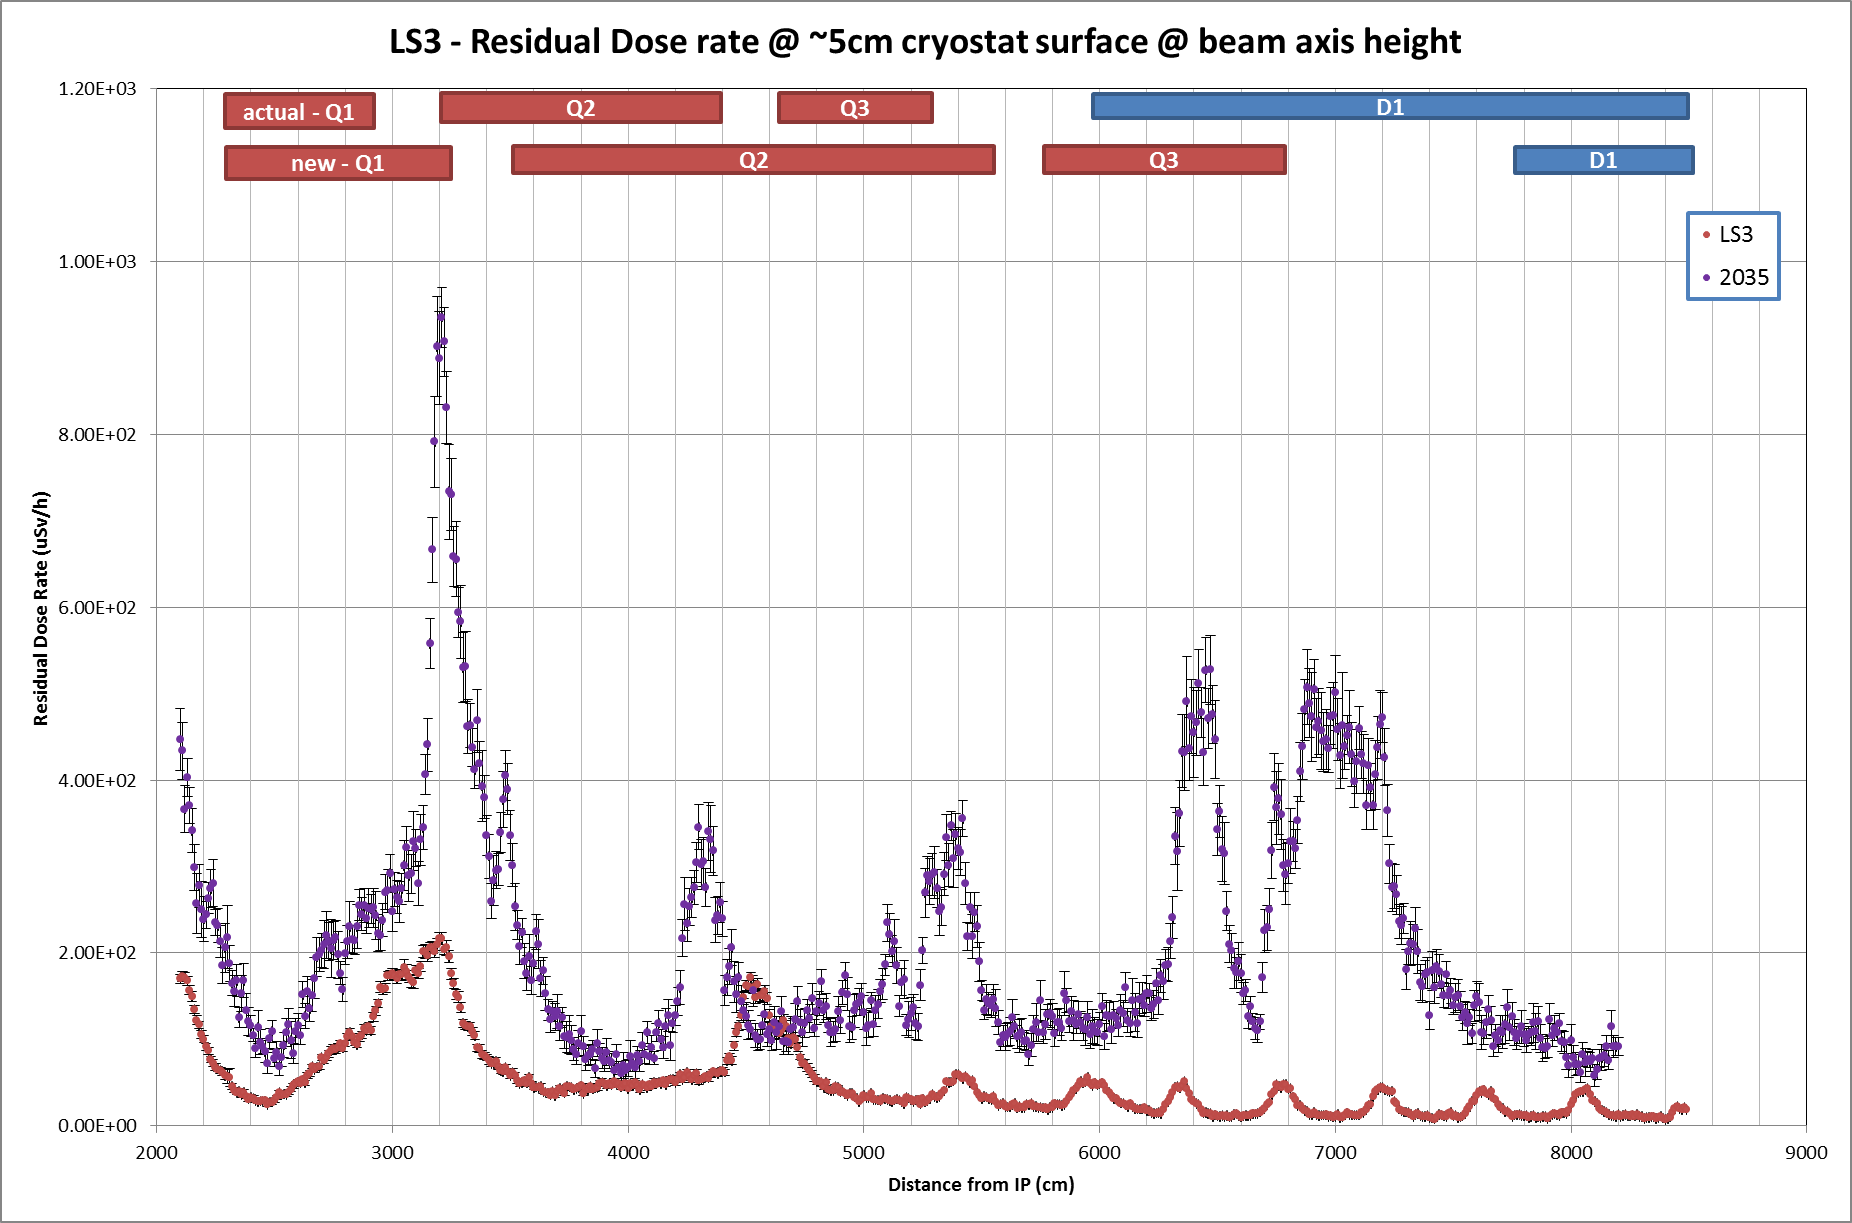 LS3 - Residual Dose rate @ ~5cm cryostat surface @ beam axis height
1.20E+03
1.00E+03
8.00E+02
6.00E+02
4.00E+02
2.00E+02
0.00E+00
Residual Dose Rate (uSv/h)
actual - Q1 Q2 Q3 D1
new - Q1 Q2 Q3 D1
LS3
2035
2000 3000 4000 5000 6000 7000 8000 9000
Distance from IP (cm)